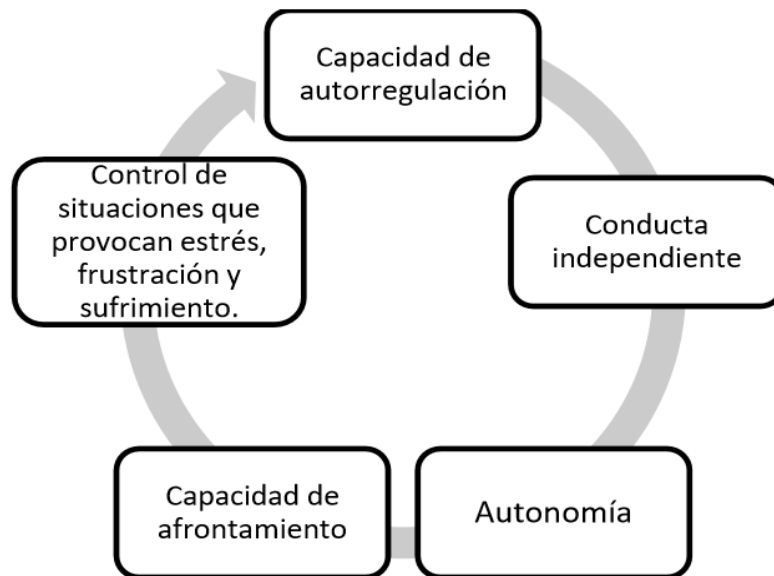 Capacidad de
autorregulación
Conducta
independiente
Autonomía
Capacidad de
afrontamiento
Control de
situaciones que
provocan estrés,
frustración y
sufrimiento.